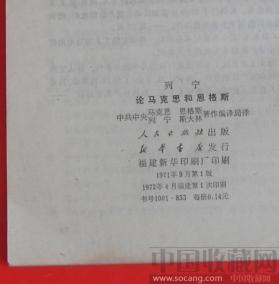 列宁
论马克思和恩格斯
中共中央 马克思 恩格斯 列宁 斯大林 著作编译局译
人民出版社出版
新华书店发行
福建新华印刷厂印刷
1971年9月第1版
1972年4月福建第1次印刷
书号1001·853 每册0.14元
中国收藏网
www.socang.com